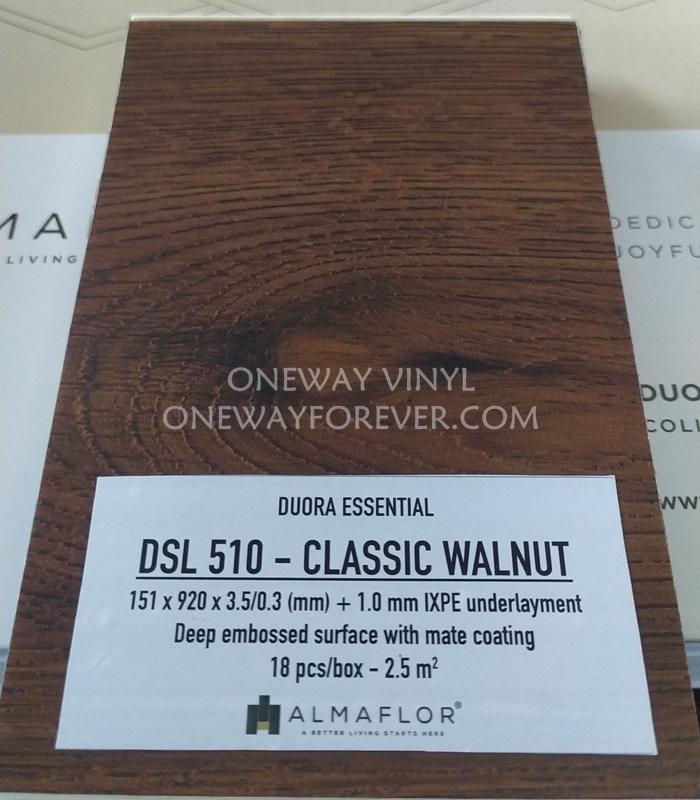 MA
LIVING
DEDIC
JOYFU
ONEWAY VINYL
ONEWAYFOREVER.COM
DUO
COLL
WW
DUORA ESSENTIAL
DSL 510 - CLASSIC WALNUT
151 x 920 x 3.5/0.3 (mm) + 1.0 mm IXPE underlayment
Deep embossed surface with mate coating
18 pcs/box - 2.5 m²
ALMAFLOR®
A BETTER LIVING STARTS HERE